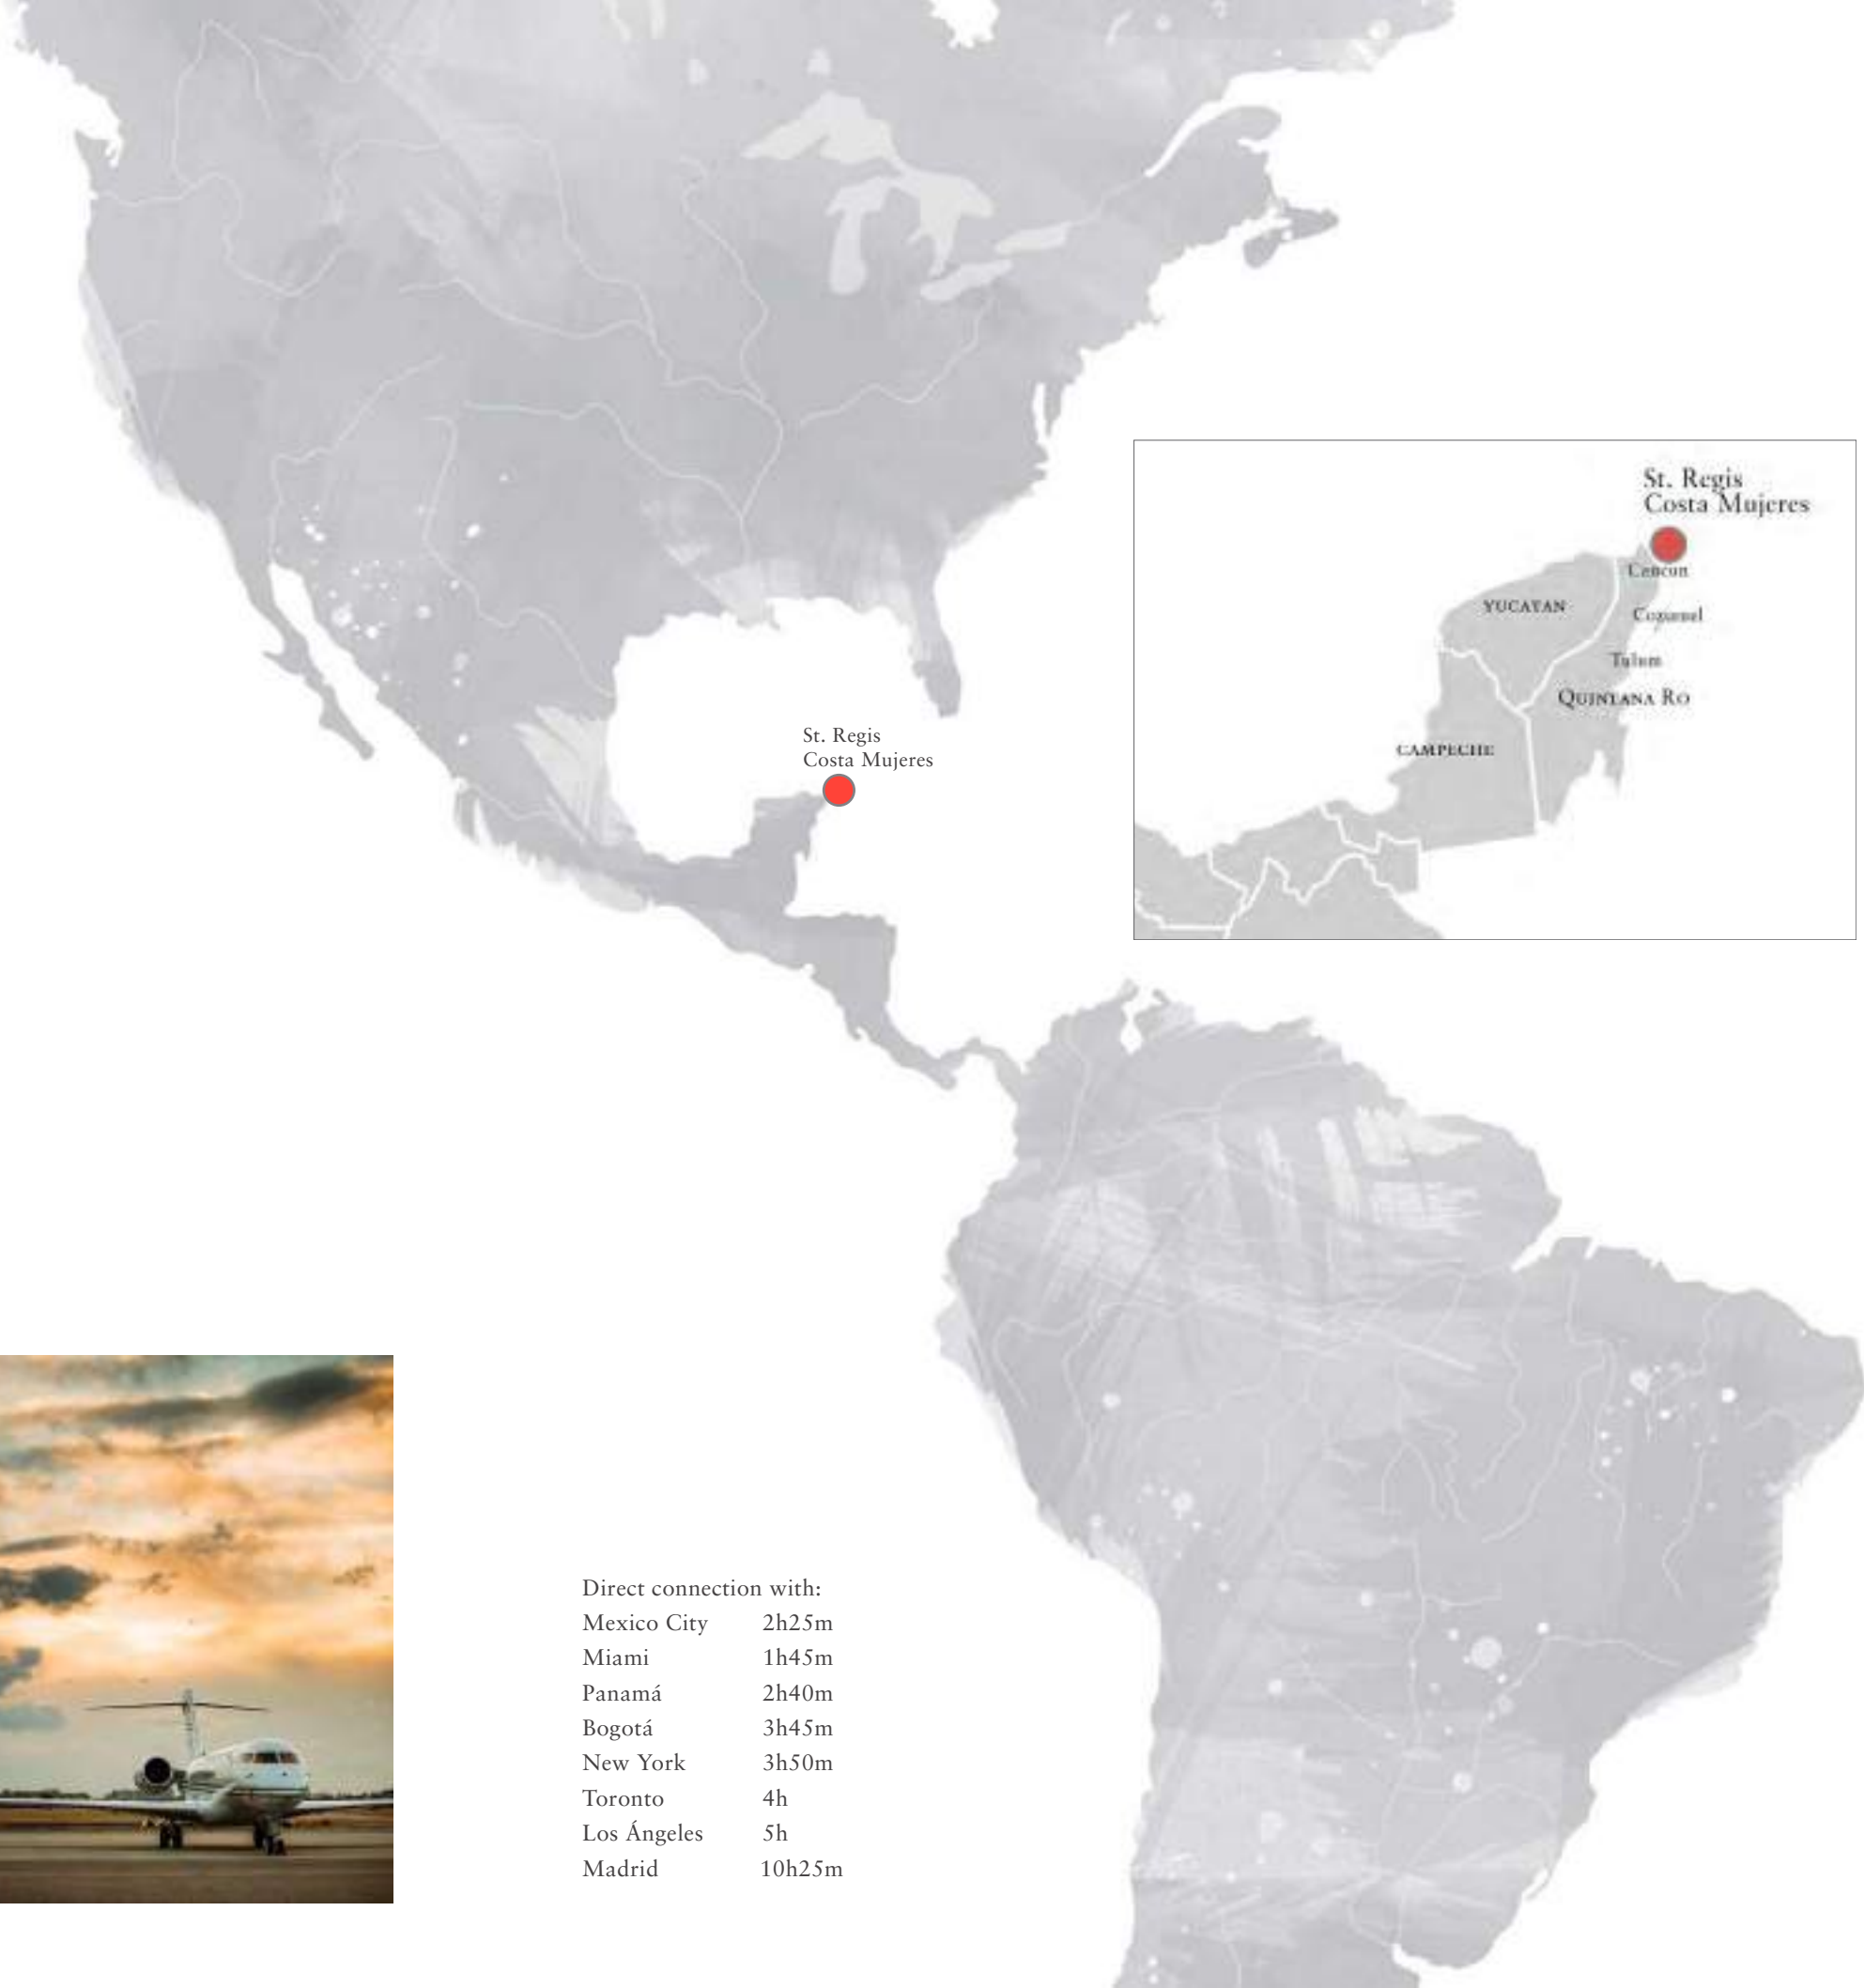 St. Regis
Costa Mujeres
Cancun
YUCATAN
Cozumel
Tulum
QUINTANA RO
CAMPECHE
St. Regis
Costa Mujeres
Direct connection with:
Mexico City 2h25m
Miami 1h45m
Panamá 2h40m
Bogotá 3h45m
New York 3h50m
Toronto 4h
Los Ángeles 5h
Madrid 10h25m